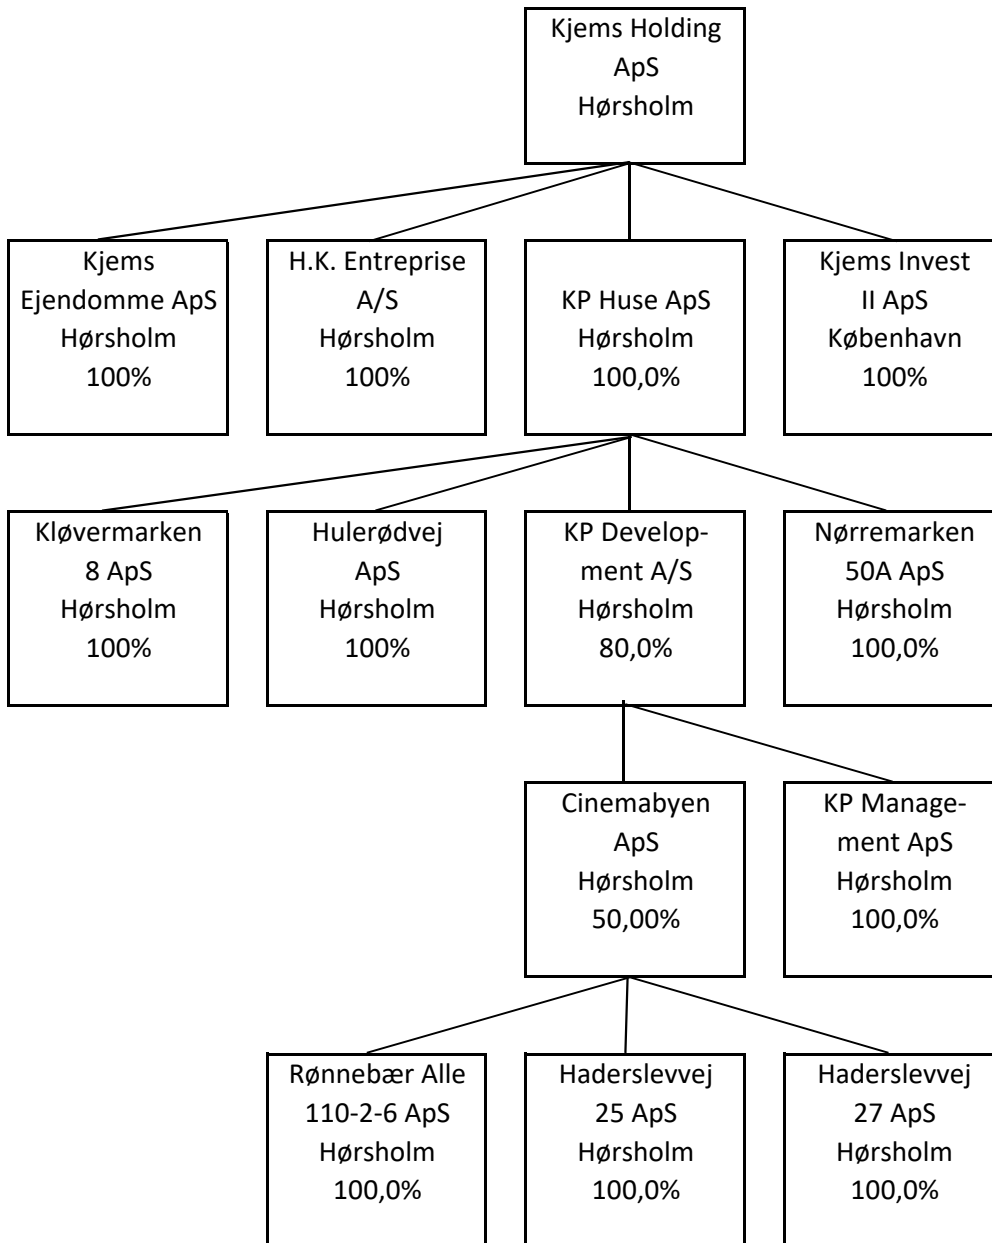 Kjems Holding
ApS
Hørsholm
Kjems
Ejendomme ApS
Hørsholm
100%
H.K. Entreprise
A/S
Hørsholm
100%
KP Huse ApS
Hørsholm
100,0%
Kjems Invest
II ApS
København
100%
Kløvermarken
8 ApS
Hørsholm
100%
Hulerødvej
ApS
Hørsholm
100%
KP Develop-
ment A/S
Hørsholm
80,0%
Nørremarken
50A ApS
Hørsholm
100,0%
Cinemabyen
ApS
Hørsholm
50,00%
KP Manage-
ment ApS
Hørsholm
100,0%
Rønnebær Alle
110-2-6 ApS
Hørsholm
100,0%
Haderslevvej
25 ApS
Hørsholm
100,0%
Haderslevvej
27 ApS
Hørsholm
100,0%